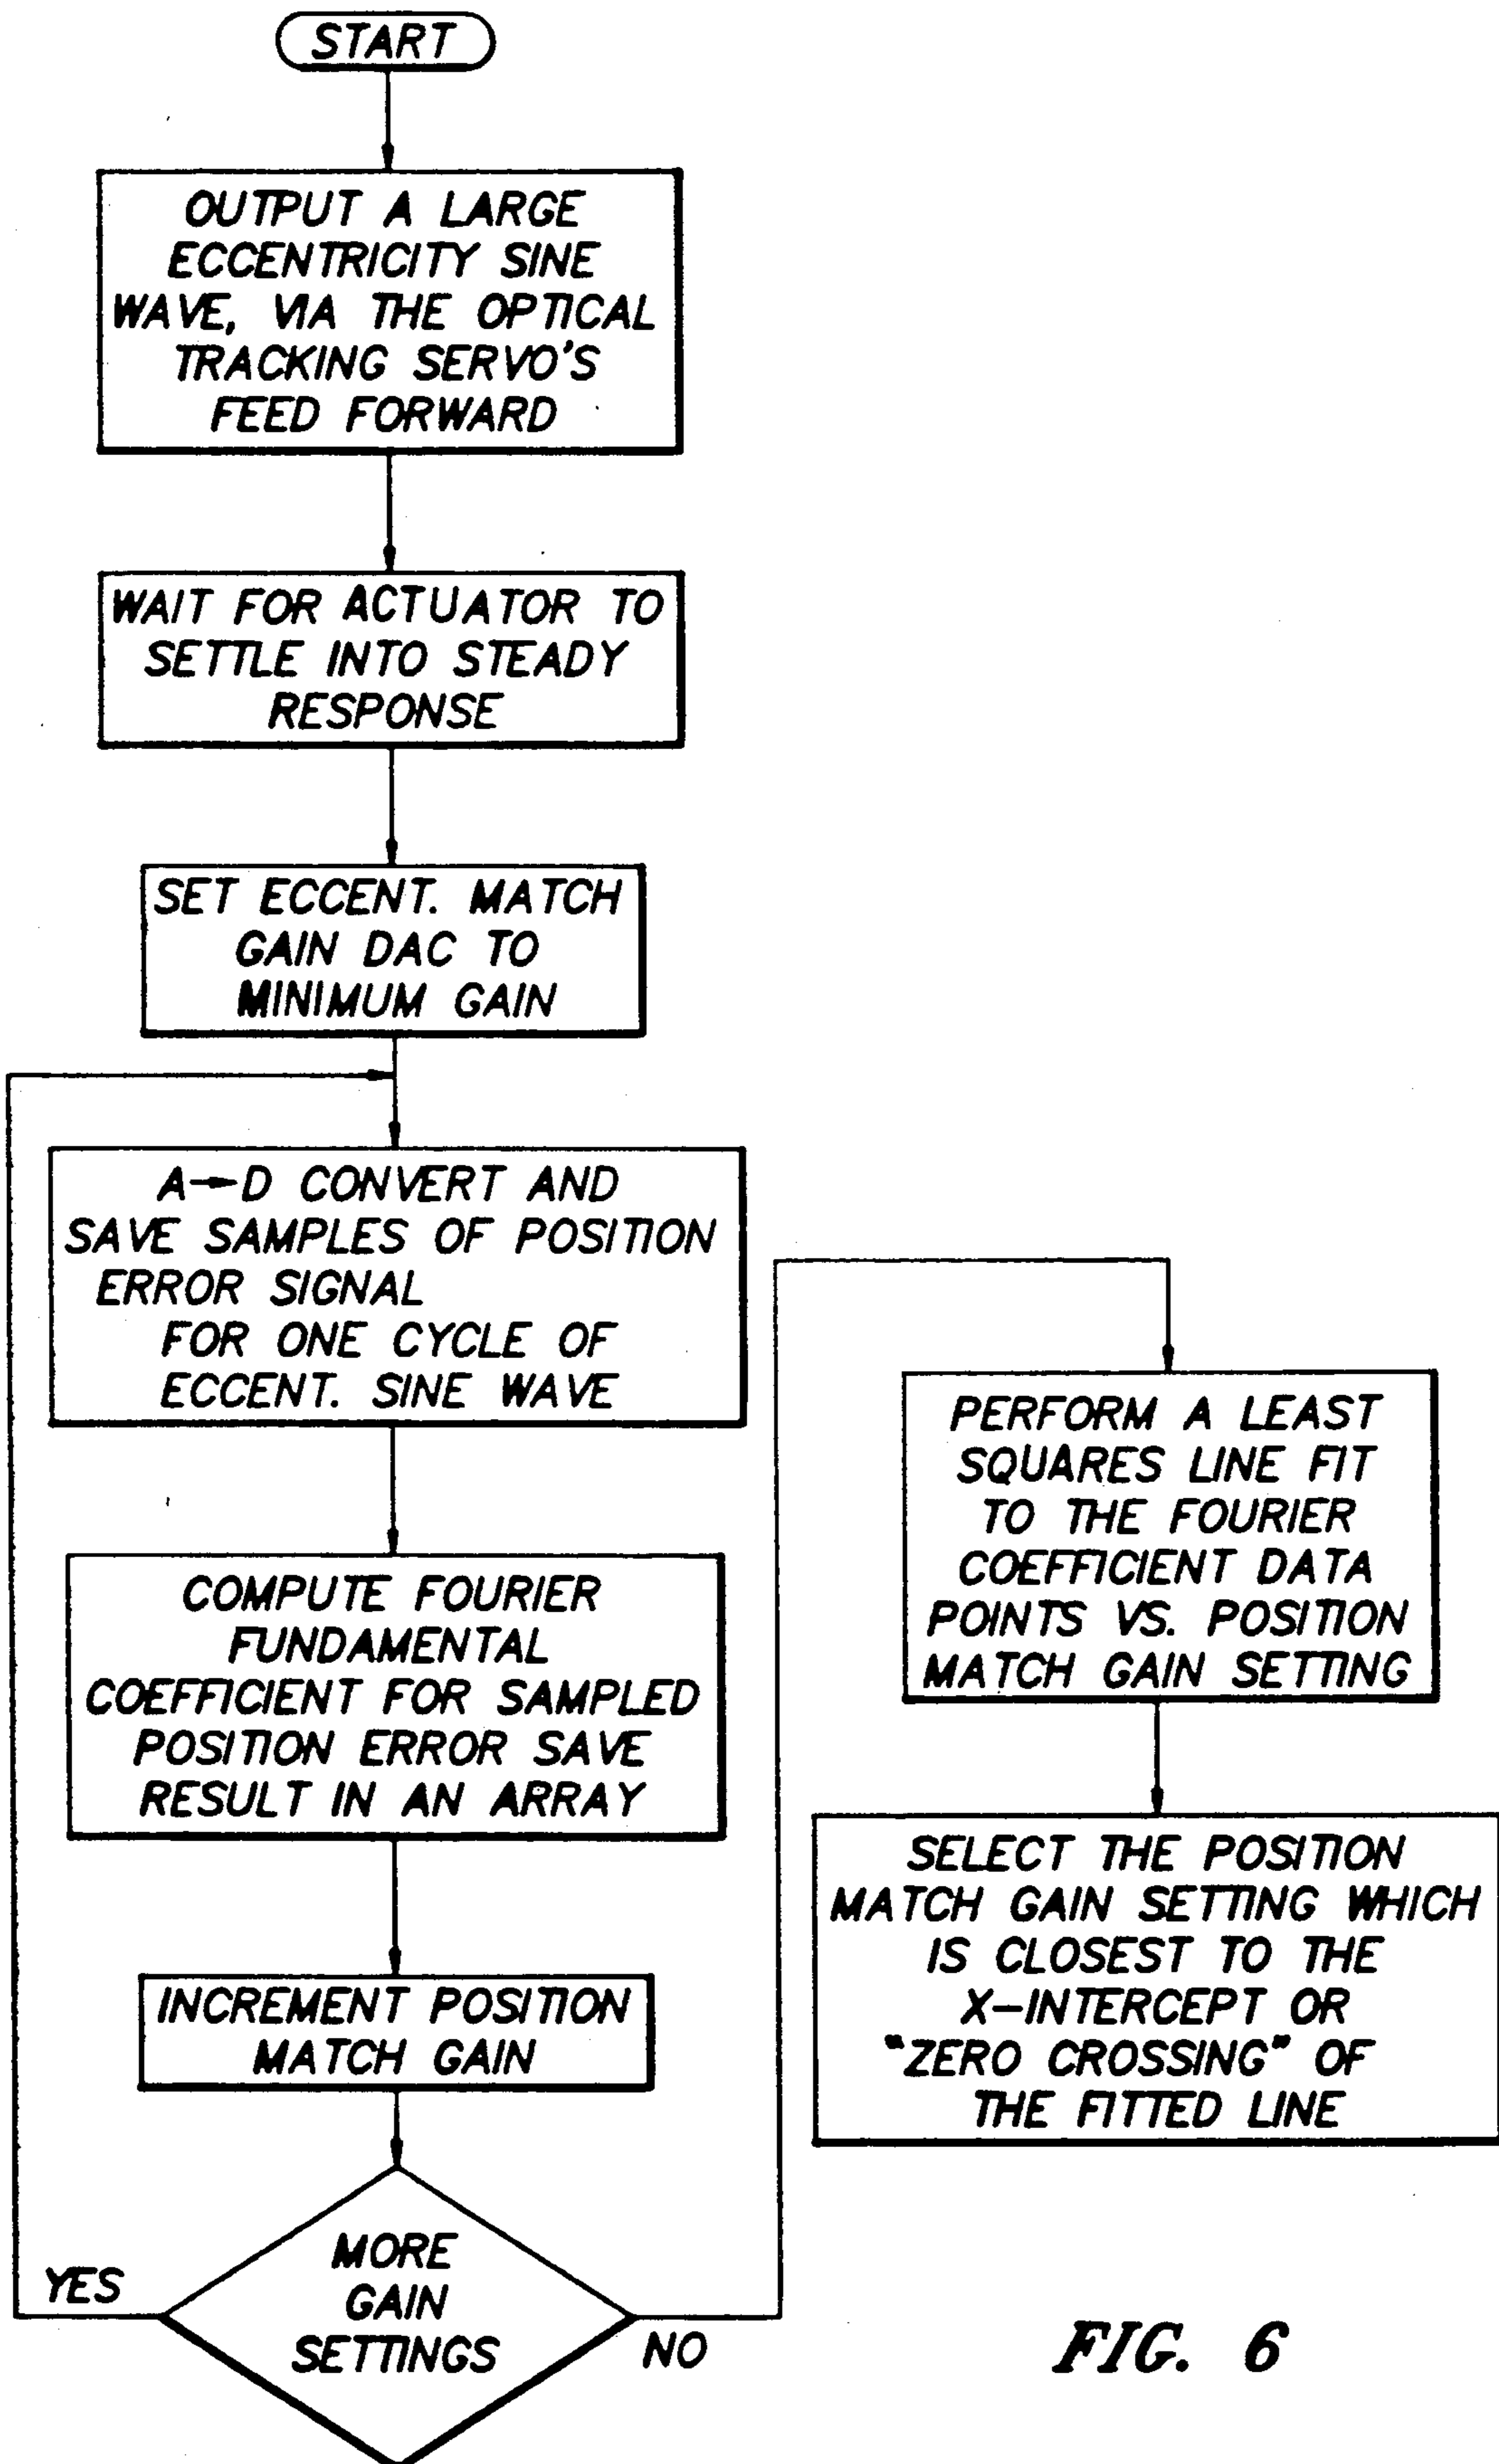 START
OUTPUT A LARGE
ECCENTRICITY SINE
WAVE, VIA THE OPTICAL
TRACKING SERVO'S
FEED FORWARD
WAIT FOR ACTUATOR TO
SETTLE INTO STEADY
RESPONSE
SET ECCENT. MATCH
GAIN DAC TO
MINIMUM GAIN
A→D CONVERT AND
SAVE SAMPLES OF POSITION
ERROR SIGNAL
FOR ONE CYCLE OF
ECCENT. SINE WAVE
COMPUTE FOURIER
FUNDAMENTAL
COEFFICIENT FOR SAMPLED
POSITION ERROR SAVE
RESULT IN AN ARRAY
INCREMENT POSITION
MATCH GAIN
MORE
GAIN
SETTINGS
YES
NO
PERFORM A LEAST
SQUARES LINE FIT
TO THE FOURIER
COEFFICIENT DATA
POINTS VS. POSITION
MATCH GAIN SETTING
SELECT THE POSITION
MATCH GAIN SETTING WHICH
IS CLOSEST TO THE
X-INTERCEPT OR
"ZERO CROSSING" OF
THE FITTED LINE
FIG. 6